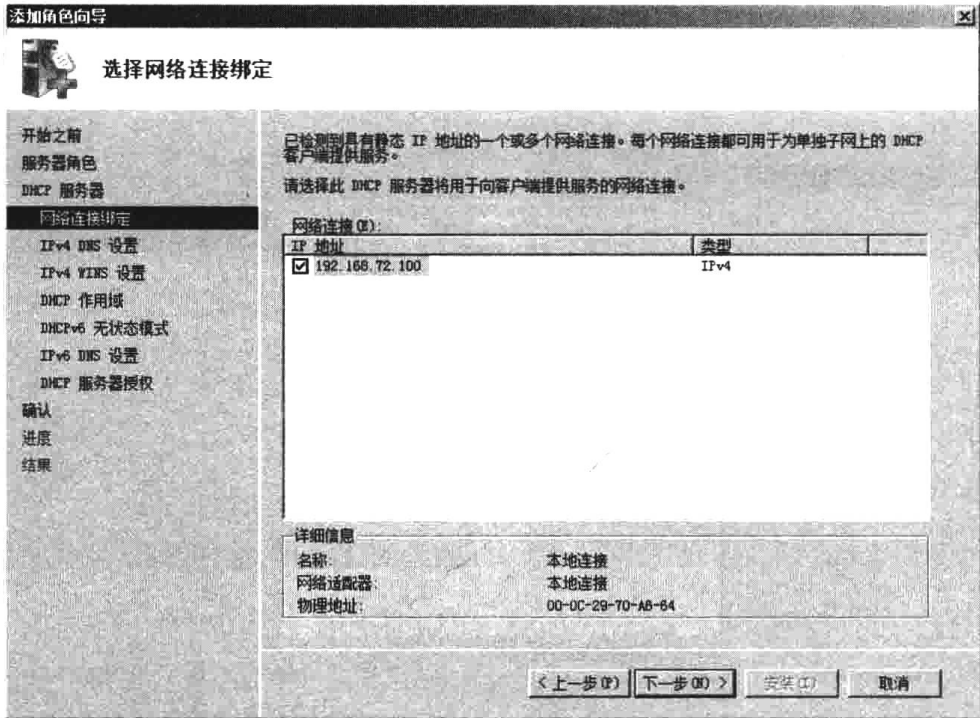 添加角色向导
选择网络连接绑定
开始之前
服务器角色
DHCP 服务器
网络连接绑定
IPv4 DNS 设置
IPv4 WINS 设置
DHCP 作用域
DHCPv6 无状态模式
IPv6 DNS 设置
DHCP 服务器授权
确认
进度
结果
已检测到具有静态 IP 地址的一个或多个网络连接。每个网络连接都可用于为单独子网上的 DHCP
客户端提供服务。
请选择此 DHCP 服务器将用于向客户端提供服务的网络连接。
网络连接(E):
IP 地址 类型
192.168.72.100 IPv4
详细信息
名称: 本地连接
网络适配器: 本地连接
物理地址: 00-0C-29-70-A8-64
< 上一步(P) 下一步(N) > 安装(I) 取消